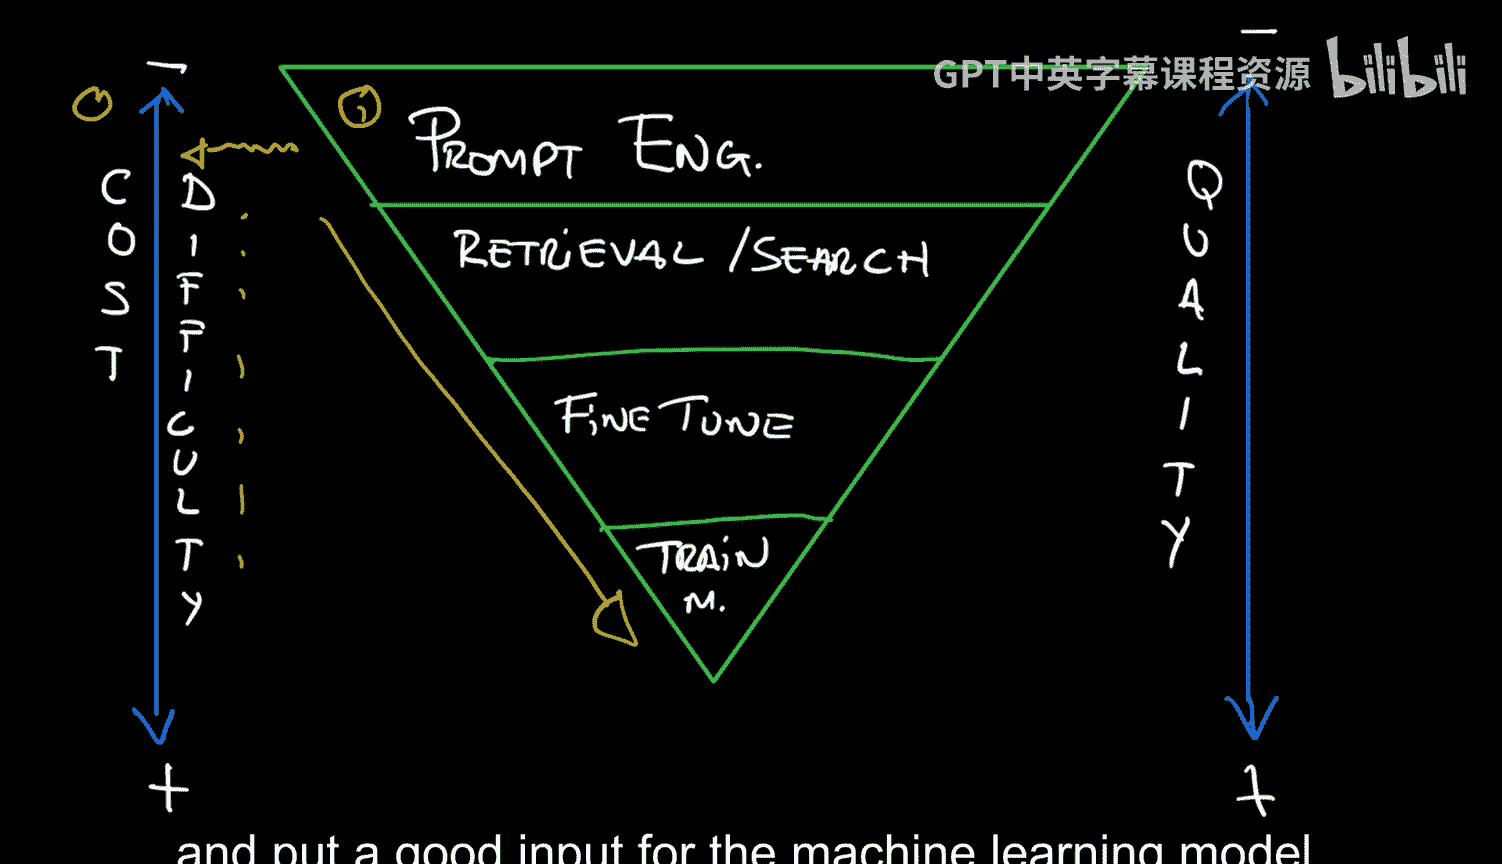 GPT中英字幕课程资源 bilibili
PROMPT ENG.
RETRIEVAL / SEARCH
FINE TUNE
TRAIN
M.
COST
DIFFICULTY
QUALITY
−
+
−
+
and put a good input for the machine learning model